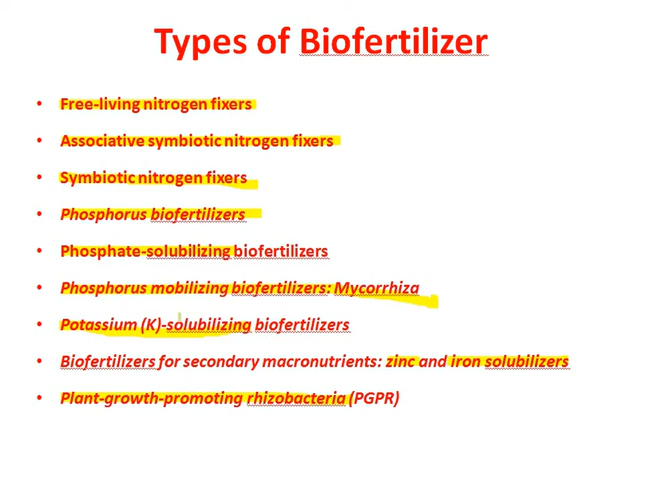 Types of Biofertilizer
• Free-living nitrogen fixers
• Associative symbiotic nitrogen fixers
• Symbiotic nitrogen fixers
• Phosphorus biofertilizers
• Phosphate-solubilizing biofertilizers
• Phosphorus mobilizing biofertilizers: Mycorrhiza
• Potassium (K)-solubilizing biofertilizers
• Biofertilizers for secondary macronutrients: zinc and iron solubilizers
• Plant-growth-promoting rhizobacteria (PGPR)